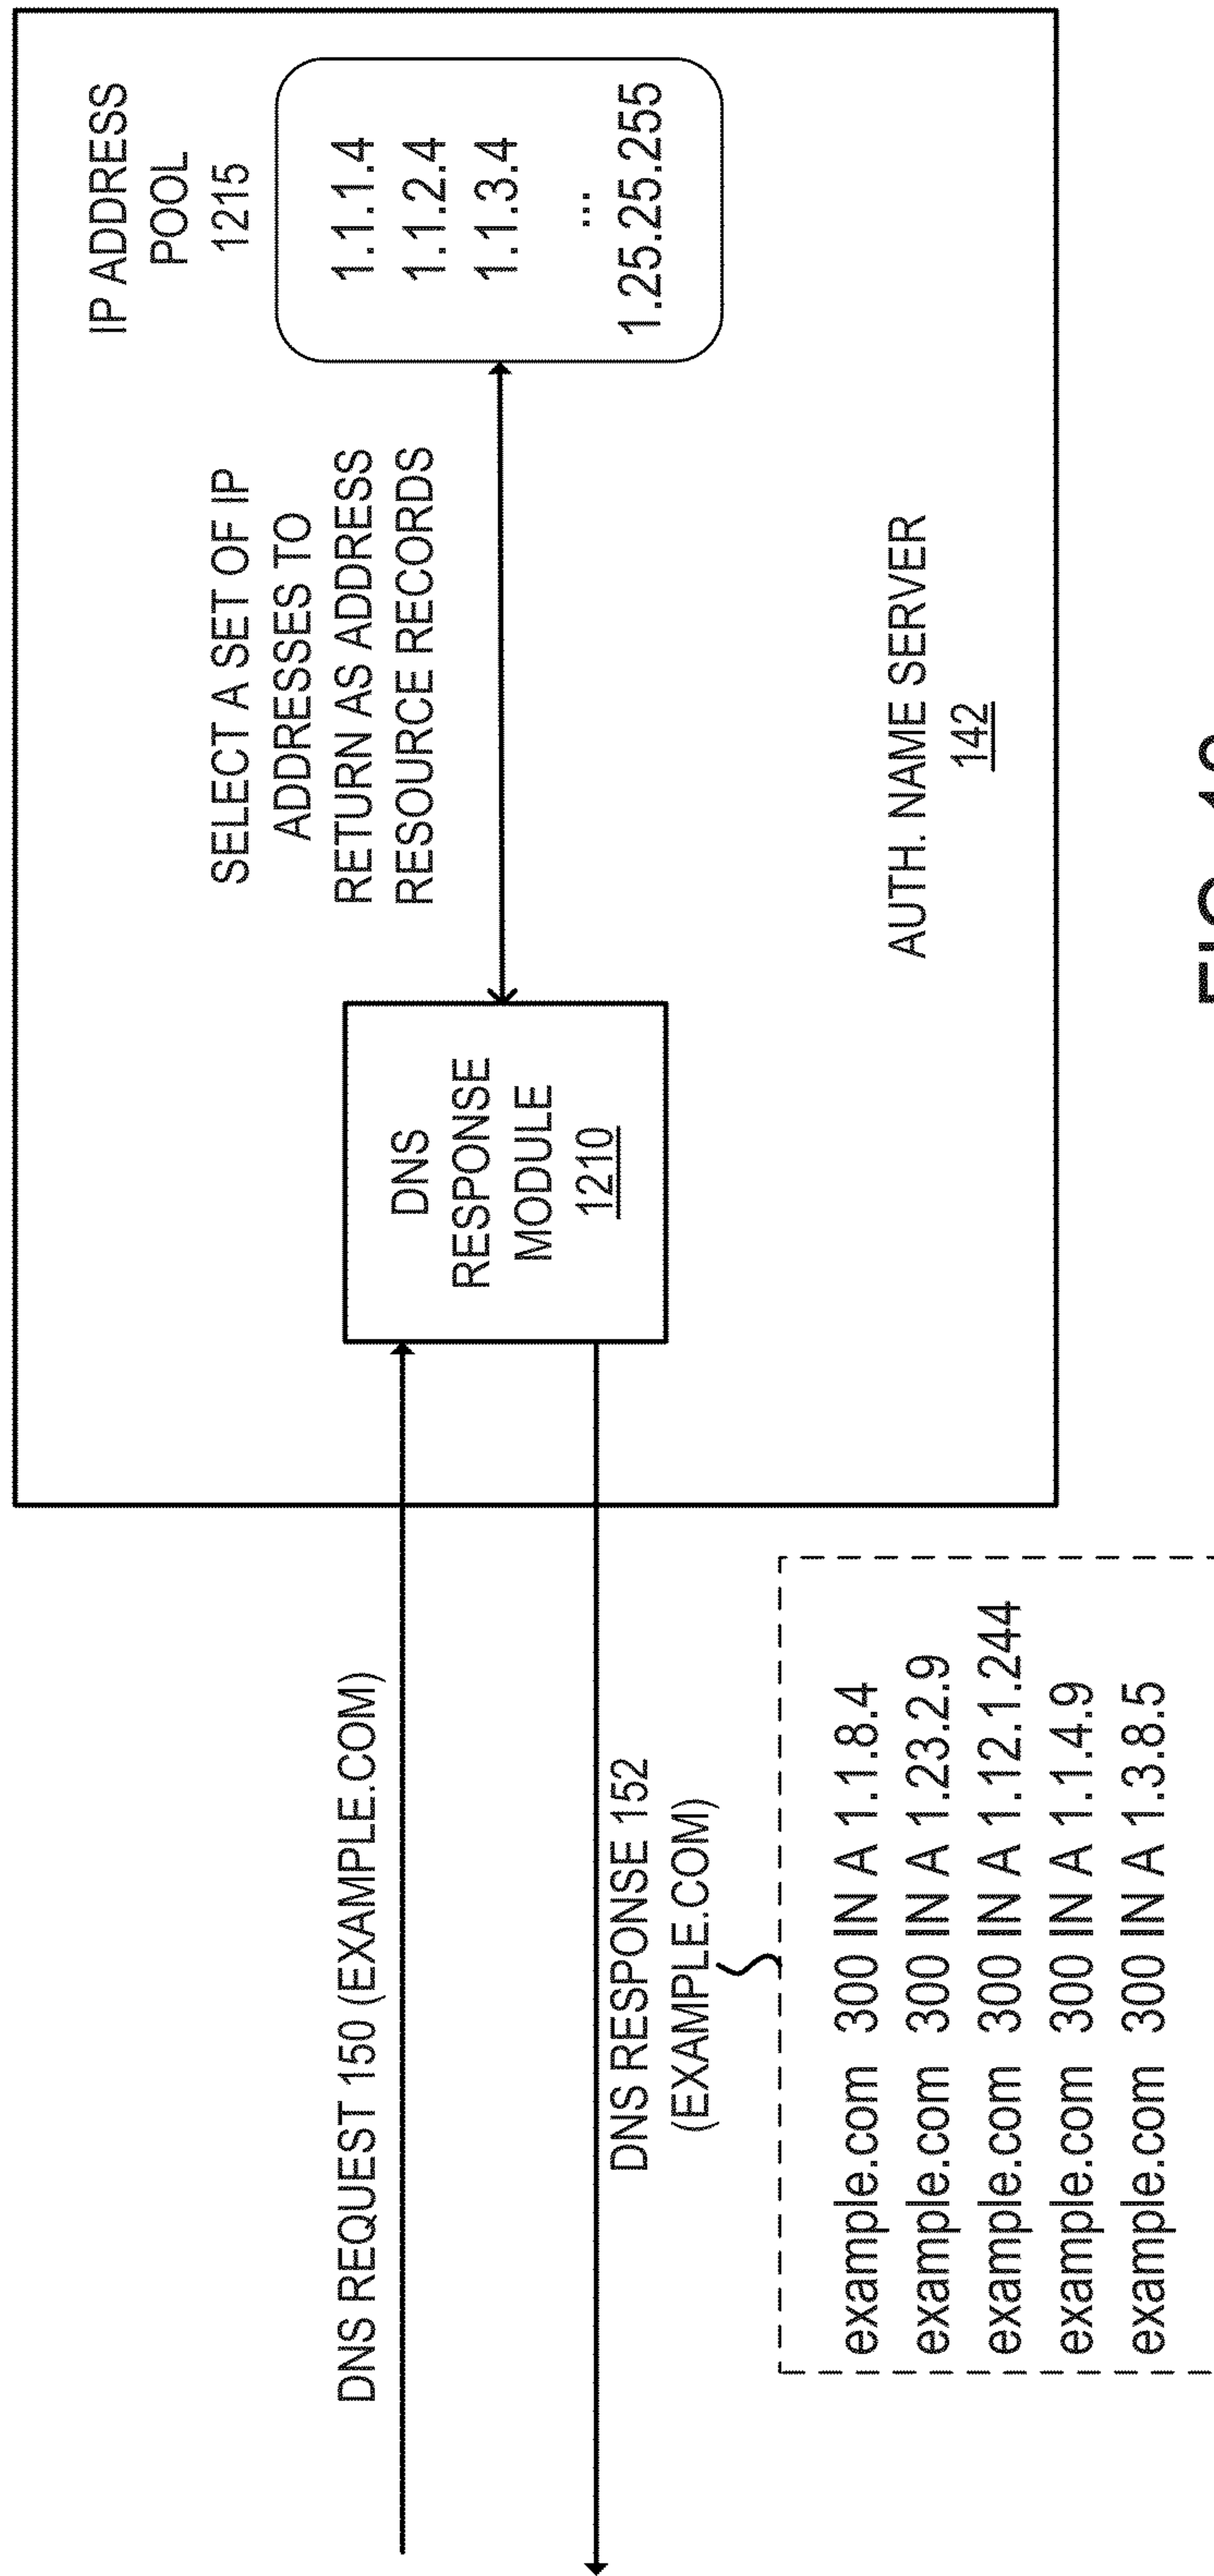 DNS REQUEST 150 (EXAMPLE.COM)
DNS RESPONSE 152
(EXAMPLE.COM)
example.com 300 IN A 1.1.8.4
example.com 300 IN A 1.23.2.9
example.com 300 IN A 1.12.1.244
example.com 300 IN A 1.1.4.9
example.com 300 IN A 1.3.8.5
DNS
RESPONSE
MODULE
1210
SELECT A SET OF IP
ADDRESSES TO
RETURN AS ADDRESS
RESOURCE RECORDS
IP ADDRESS
POOL
1215
1.1.1.4
1.1.2.4
1.1.3.4
...
1.25.25.255
AUTH. NAME SERVER
142
FIG.